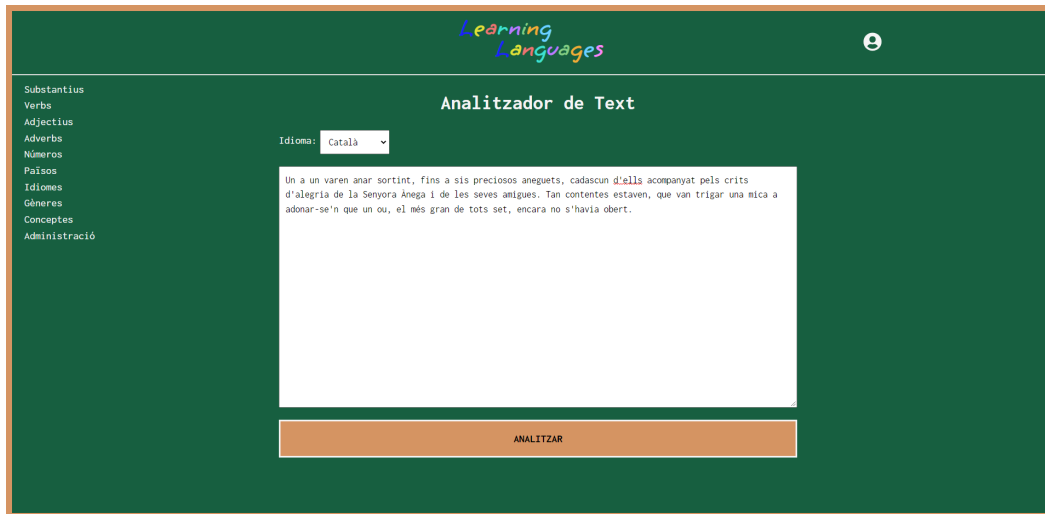 Learning
Languages
Substantius
Verbs
Adjectius
Adverbs
Números
Països
Idiomes
Gèneres
Conceptes
Administració
Analitzador de Text
Idioma: Català
Un a un varen anar sortint, fins a sis preciosos aneguets, cadascun d'ells acompanyat pels crits
d'alegria de la Senyora Ànega i de les seves amigues. Tan contentes estaven, que van trigar una mica a
adonar-se'n que un ou, el més gran de tots set, encara no s'havia obert.
ANALITZAR